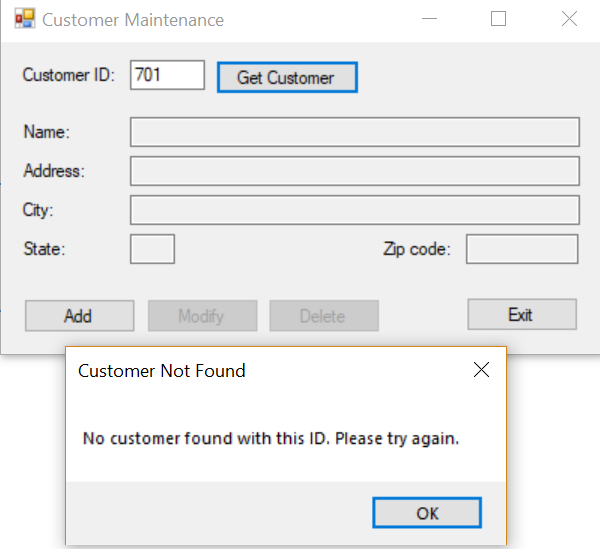 Customer Maintenance
Customer ID: 701 Get Customer
Name:
Address:
City:
State: Zip code:
Add Modify Delete Exit
Customer Not Found
No customer found with this ID. Please try again.
OK